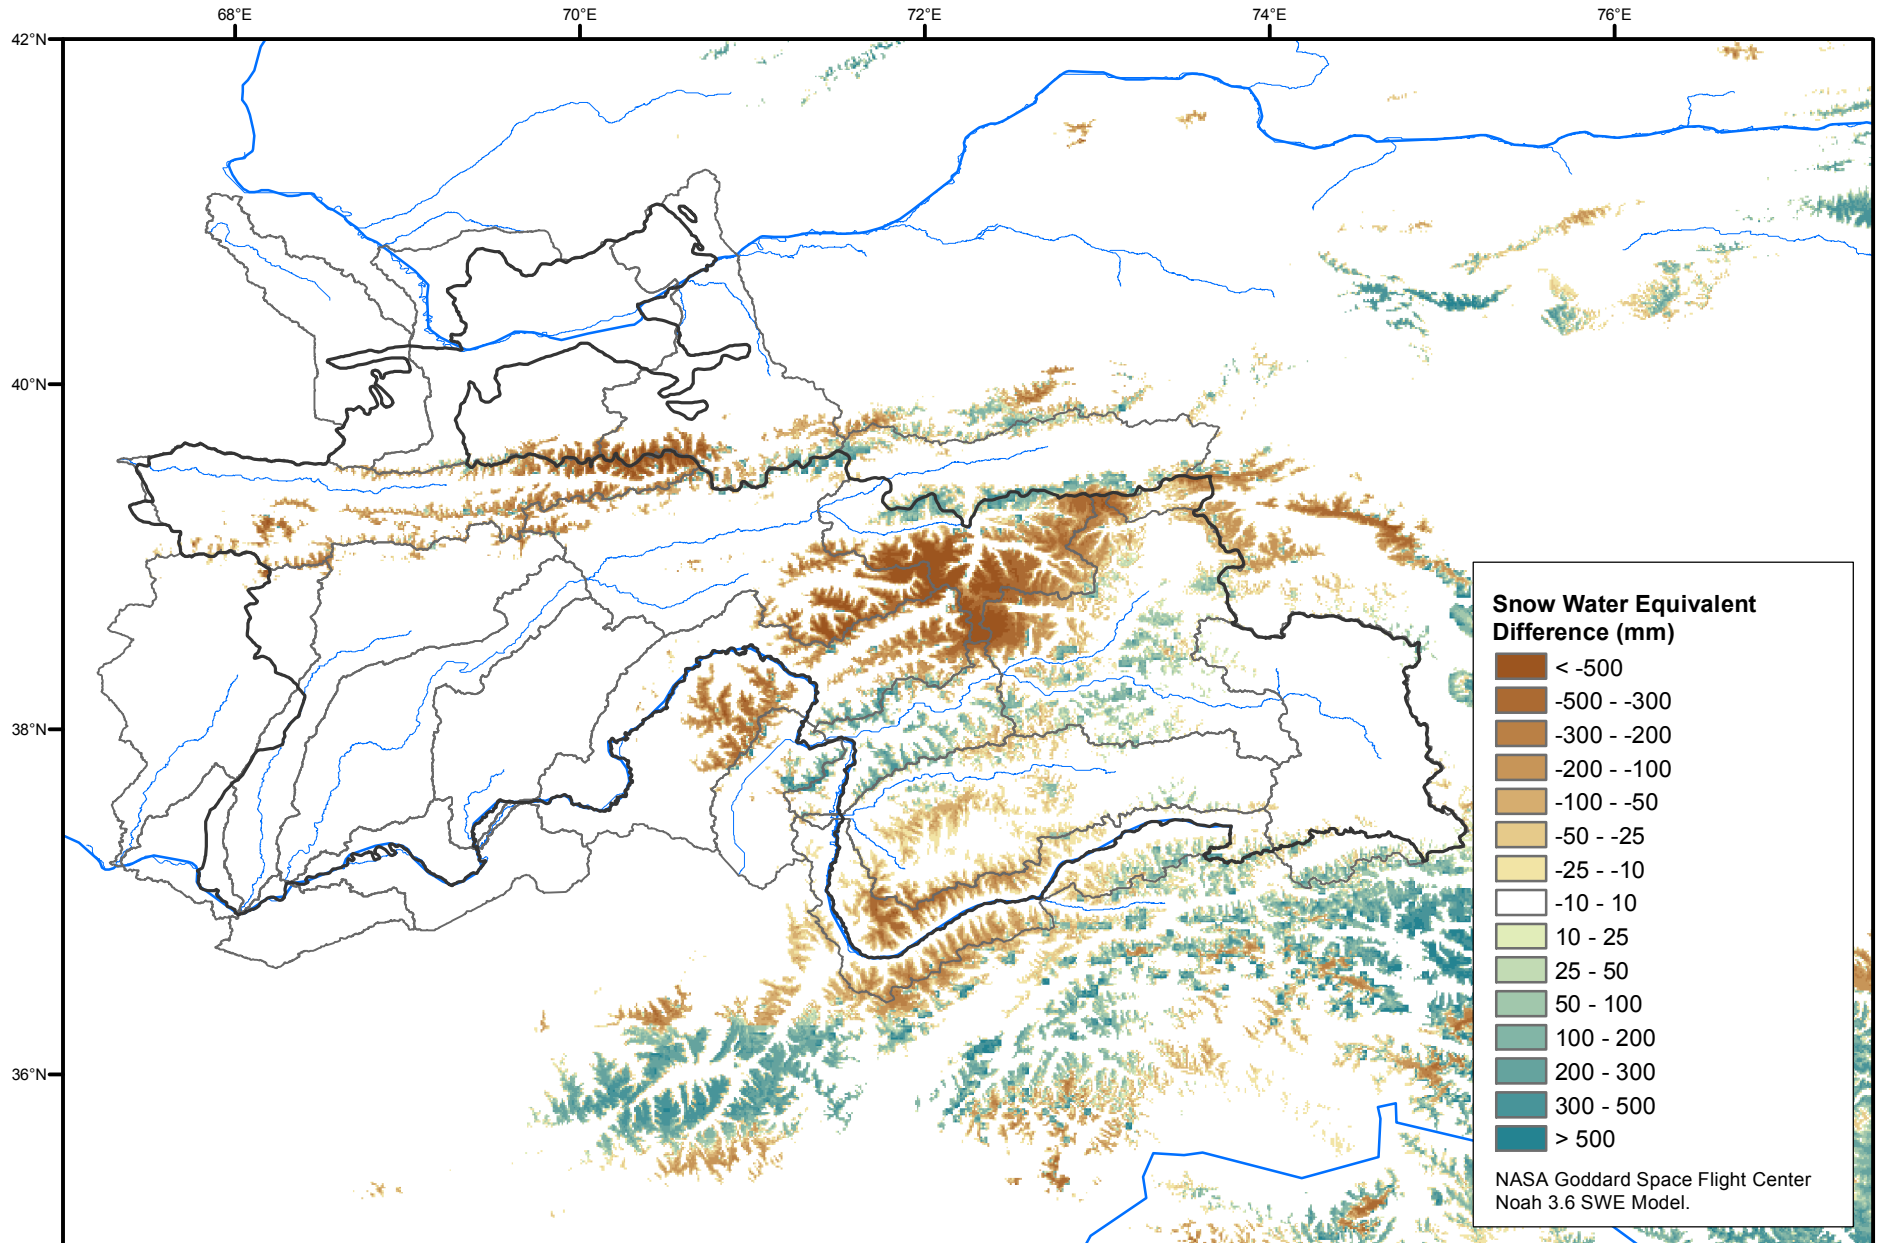 68°E
70°E
72°E
74°E
76°E
42°N
40°N
38°N
36°N
Snow Water Equivalent
Difference (mm)
< -500
-500 - -300
-300 - -200
-200 - -100
-100 - -50
-50 - -25
-25 - -10
-10 - 10
10 - 25
25 - 50
50 - 100
100 - 200
200 - 300
300 - 500
> 500
NASA Goddard Space Flight Center
Noah 3.6 SWE Model.